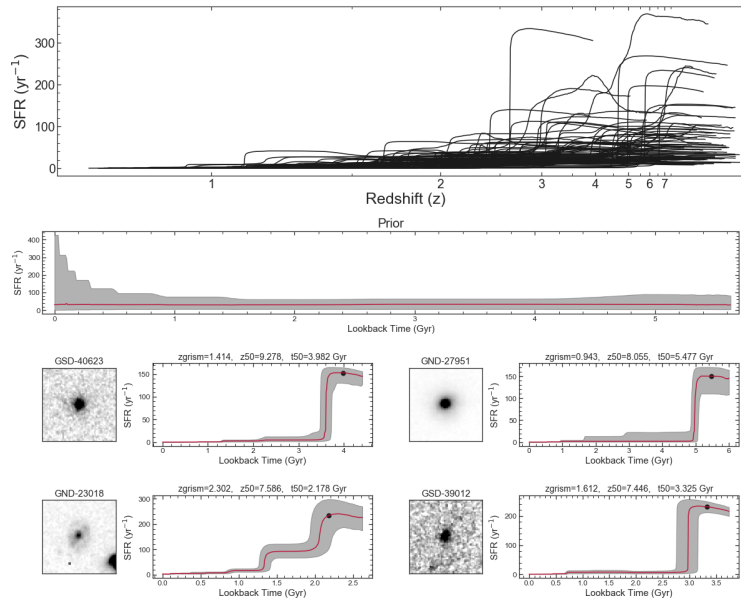 SFR (yr⁻¹)
300
200
100
0
1 2 3 4 5 6 7
Redshift (z)
Prior
SFR (yr⁻¹)
400
300
200
100
0
0 1 2 3 4 5
Lookback Time (Gyr)
GSD-40623
zgrism=1.414, z50=9.278, t50=3.982 Gyr
SFR (yr⁻¹)
150
100
50
0
0 1 2 3 4
Lookback Time (Gyr)
GND-27951
zgrism=0.943, z50=8.055, t50=5.477 Gyr
SFR (yr⁻¹)
150
100
50
0
0 1 2 3 4 5 6
Lookback Time (Gyr)
GND-23018
zgrism=2.302, z50=7.586, t50=2.178 Gyr
SFR (yr⁻¹)
300
200
100
0
0.0 0.5 1.0 1.5 2.0 2.5
Lookback Time (Gyr)
GSD-39012
zgrism=1.612, z50=7.446, t50=3.325 Gyr
SFR (yr⁻¹)
200
100
0
0.0 0.5 1.0 1.5 2.0 2.5 3.0 3.5
Lookback Time (Gyr)